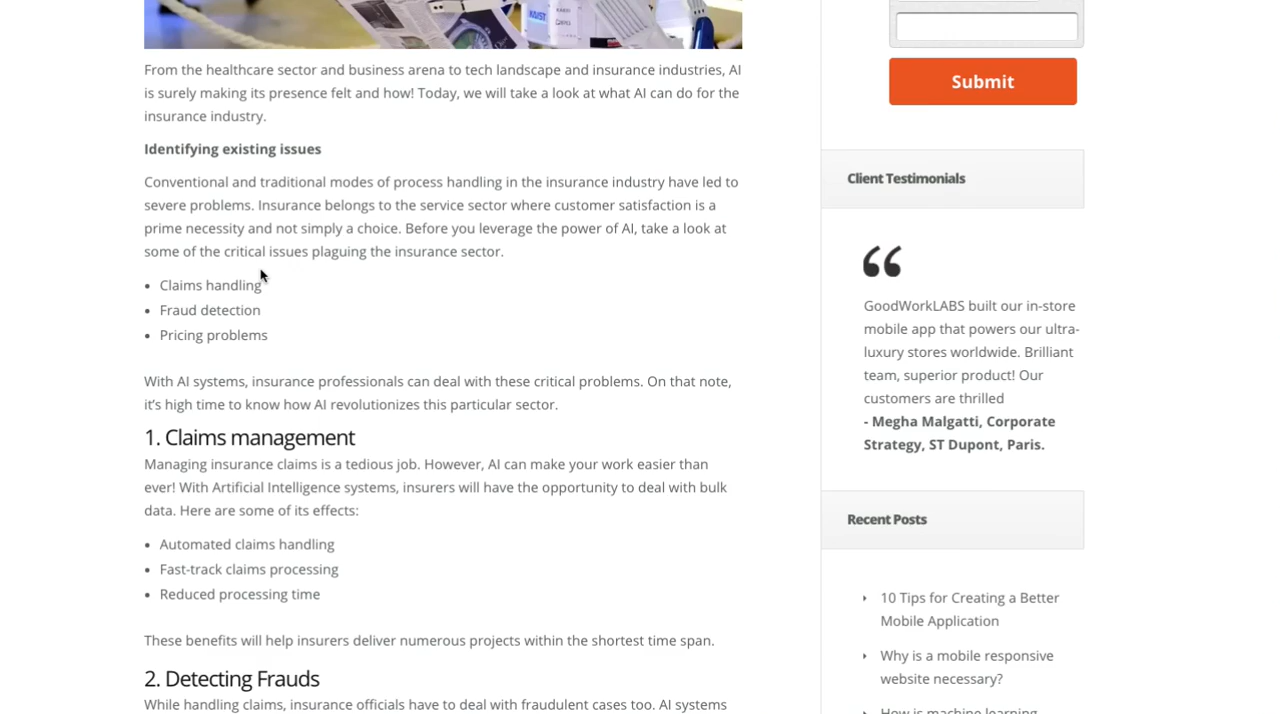 From the healthcare sector and business arena to tech landscape and insurance industries, AI
is surely making its presence felt and how! Today, we will take a look at what AI can do for the
insurance industry.
Identifying existing issues
Conventional and traditional modes of process handling in the insurance industry have led to
severe problems. Insurance belongs to the service sector where customer satisfaction is a
prime necessity and not simply a choice. Before you leverage the power of AI, take a look at
some of the critical issues plaguing the insurance sector.
• Claims handling
• Fraud detection
• Pricing problems
With AI systems, insurance professionals can deal with these critical problems. On that note,
it's high time to know how AI revolutionizes this particular sector.
1. Claims management
Managing insurance claims is a tedious job. However, AI can make your work easier than
ever! With Artificial Intelligence systems, insurers will have the opportunity to deal with bulk
data. Here are some of its effects:
• Automated claims handling
• Fast-track claims processing
• Reduced processing time
These benefits will help insurers deliver numerous projects within the shortest time span.
2. Detecting Frauds
While handling claims, insurance officials have to deal with fraudulent cases too. AI systems
Submit
Client Testimonials
GoodWorkLABS built our in-store
mobile app that powers our ultra-
luxury stores worldwide. Brilliant
team, superior product! Our
customers are thrilled
- Megha Malgatti, Corporate
Strategy, ST Dupont, Paris.
Recent Posts
10 Tips for Creating a Better
Mobile Application
Why is a mobile responsive
website necessary?
How is machine learning